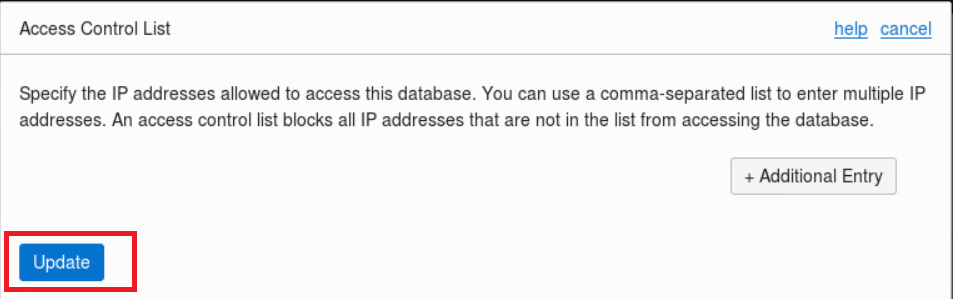 Access Control List help cancel
Specify the IP addresses allowed to access this database. You can use a comma-separated list to enter multiple IP
addresses. An access control list blocks all IP addresses that are not in the list from accessing the database.
+ Additional Entry
Update